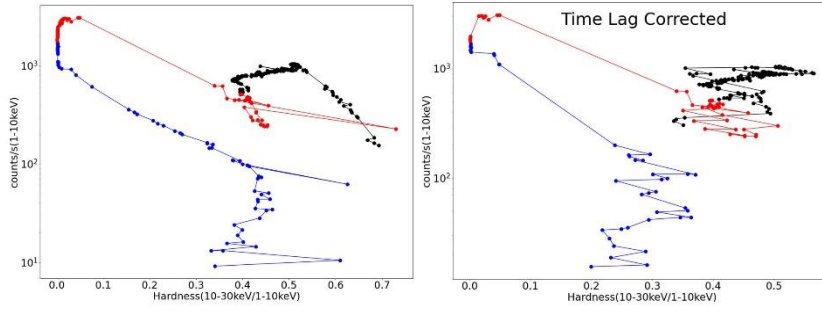 Time Lag Corrected
counts/s(1-10keV)
10³
10²
10¹
0.0 0.1 0.2 0.3 0.4 0.5 0.6 0.7
Hardness(10-30keV/1-10keV)
counts/s(1-10keV)
10³
10²
0.0 0.1 0.2 0.3 0.4 0.5
Hardness(10-30keV/1-10keV)